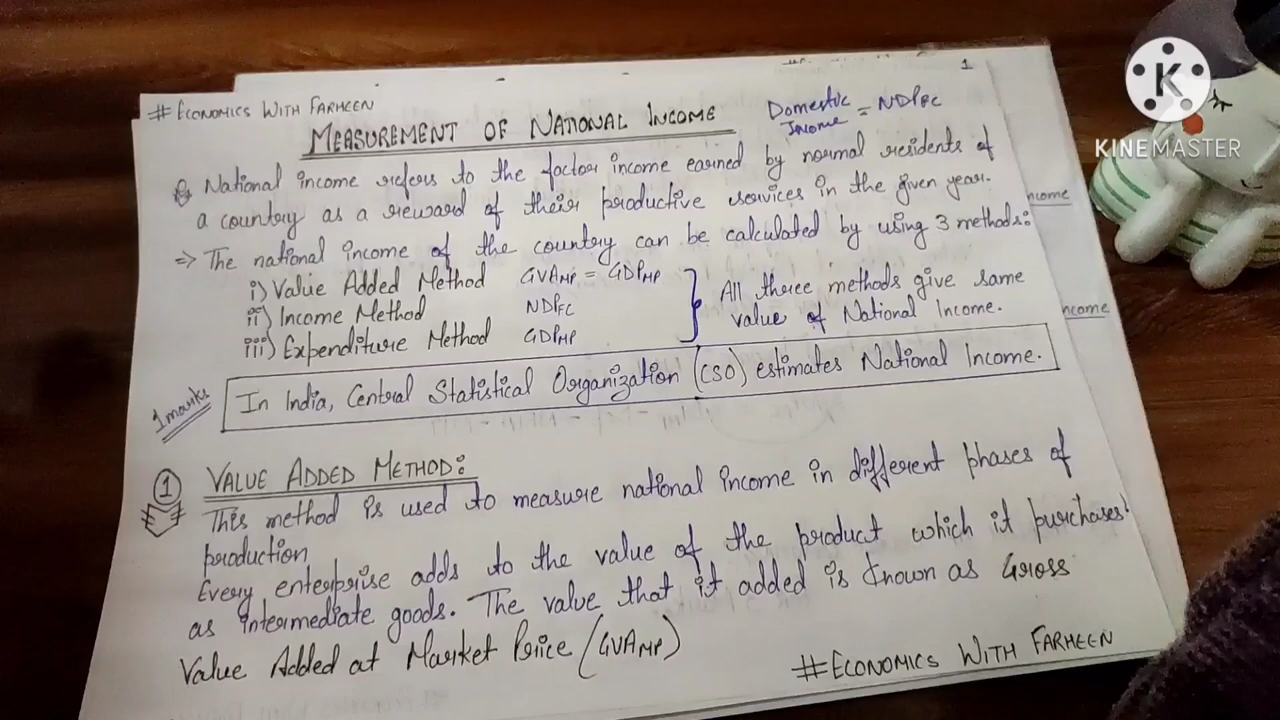 1
#ECONOMICS WITH FARHEEN
MEASUREMENT OF NATIONAL INCOME
Domestic Income = NDPFC
National income refers to the factor income earned by normal residents of
a country as a reward of their productive services in the given year.
=> The national income of the country can be calculated by using 3 methods:
i) Value Added Method GVAMP = GDPMP
ii) Income Method NDPFC
iii) Expenditure Method GDPMP
All three methods give same
value of National Income.
1 marks
In India, Central Statistical Organization (CSO) estimates National Income.
1 VALUE ADDED METHOD:
This method is used to measure national income in different phases of
production
Every enterprise adds to the value of the product which it purchases
as intermediate goods. The value that it added is known as Gross
Value Added at Market Price (GVAMP)
#ECONOMICS WITH FARHEEN
ncome
ncome
K
KINEMASTER